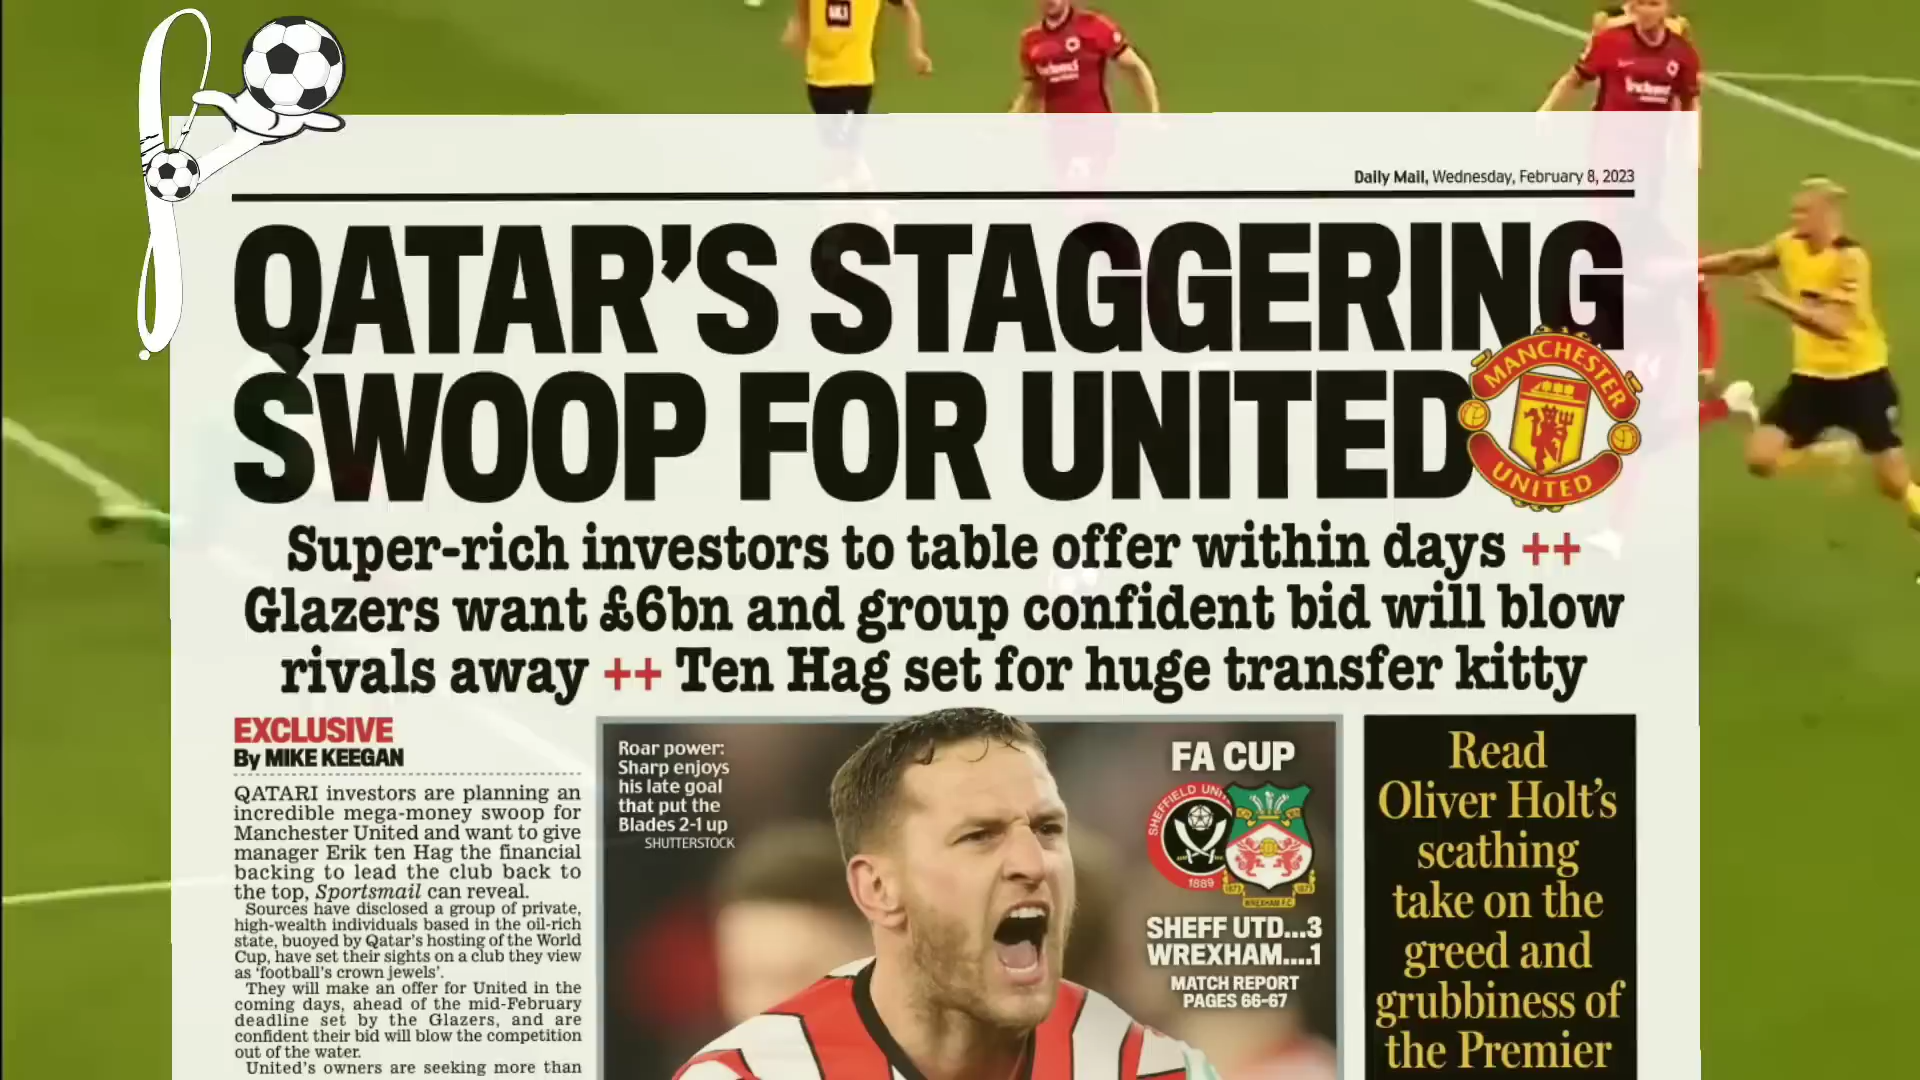 Daily Mail, Wednesday, February 8, 2023
QATAR'S STAGGERING
SWOOP FOR UNITED
MANCHESTER
UNITED
Super-rich investors to table offer within days ++
Glazers want £6bn and group confident bid will blow
rivals away ++ Ten Hag set for huge transfer kitty
EXCLUSIVE
By MIKE KEEGAN
QATARI investors are planning an
incredible mega-money swoop for
Manchester United and want to give
manager Erik ten Hag the financial
backing to lead the club back to
the top, Sportsmail can reveal.
Sources have disclosed a group of private,
high-wealth individuals based in the oil-rich
state, buoyed by Qatar's hosting of the World
Cup, have set their sights on a club they view
as 'football's crown jewels'.
They will make an offer for United in the
coming days, ahead of the mid-February
deadline set by the Glazers, and are
confident their bid will blow the competition
out of the water.
United's owners are seeking more than
Roar power:
Sharp enjoys
his late goal
that put the
Blades 2-1 up
SHUTTERSTOCK
FA CUP
SHEFFIELD UNI
1889
1873
1873
WREXHAM F.C
SHEFF UTD...3
WREXHAM....1
MATCH REPORT
PAGES 66-67
Read
Oliver Holt's
scathing
take on the
greed and
grubbiness of
the Premier